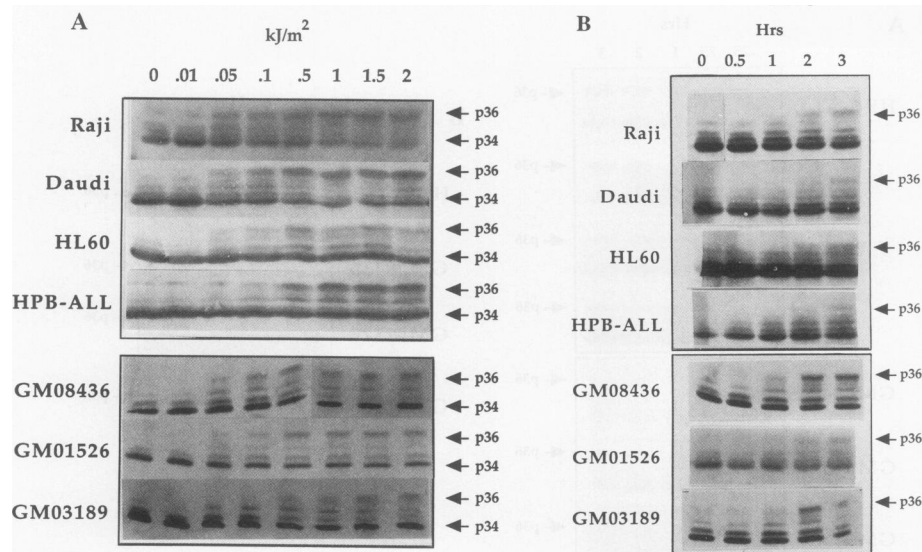 A
kJ/m²
0 .01 .05 .1 .5 1 1.5 2
Raji
p36
p34
Daudi
p36
p34
HL60
p36
p34
HPB-ALL
p36
p34
GM08436
p36
p34
GM01526
p36
p34
GM03189
p36
p34
B
Hrs
0 0.5 1 2 3
Raji
p36
Daudi
p36
HL60
p36
HPB-ALL
p36
GM08436
p36
GM01526
p36
GM03189
p36